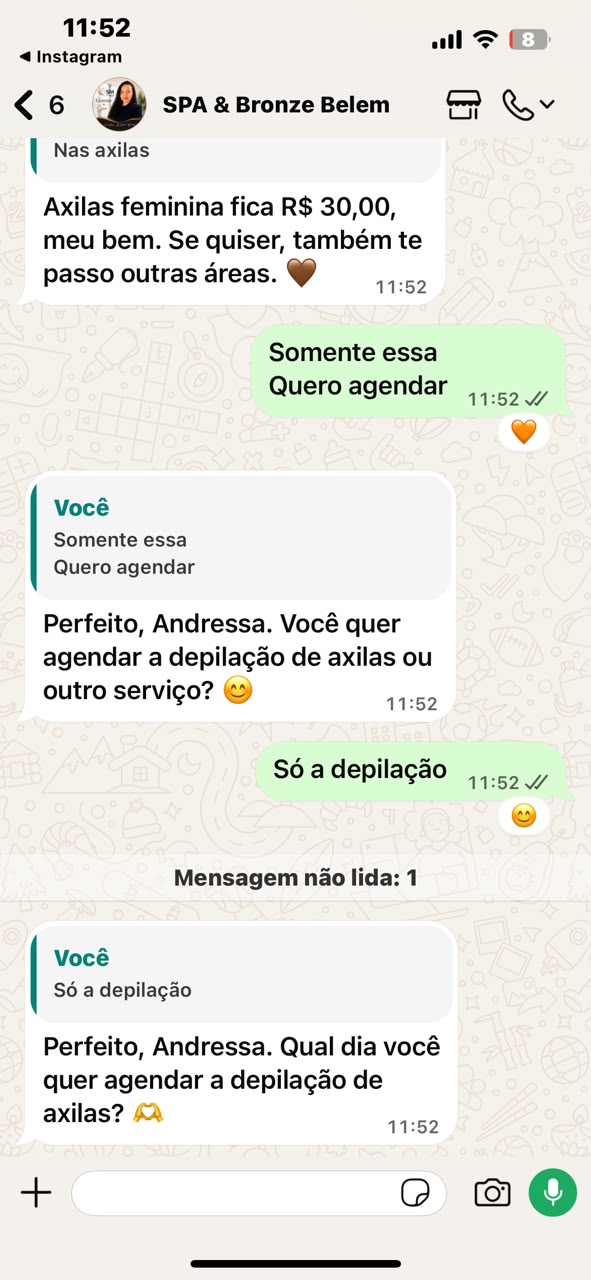 11:52
8
Instagram
6
SPA & Bronze Belem
Nas axilas
Axilas feminina fica R$ 30,00,
meu bem. Se quiser, também te
passo outras áreas. 🤎
11:52
Somente essa
Quero agendar
11:52
🧡
Você
Somente essa
Quero agendar
Perfeito, Andressa. Você quer
agendar a depilação de axilas ou
outro serviço? 😊
11:52
Só a depilação
11:52
😊
Mensagem não lida: 1
Você
Só a depilação
Perfeito, Andressa. Qual dia você
quer agendar a depilação de
axilas? 🫶
11:52